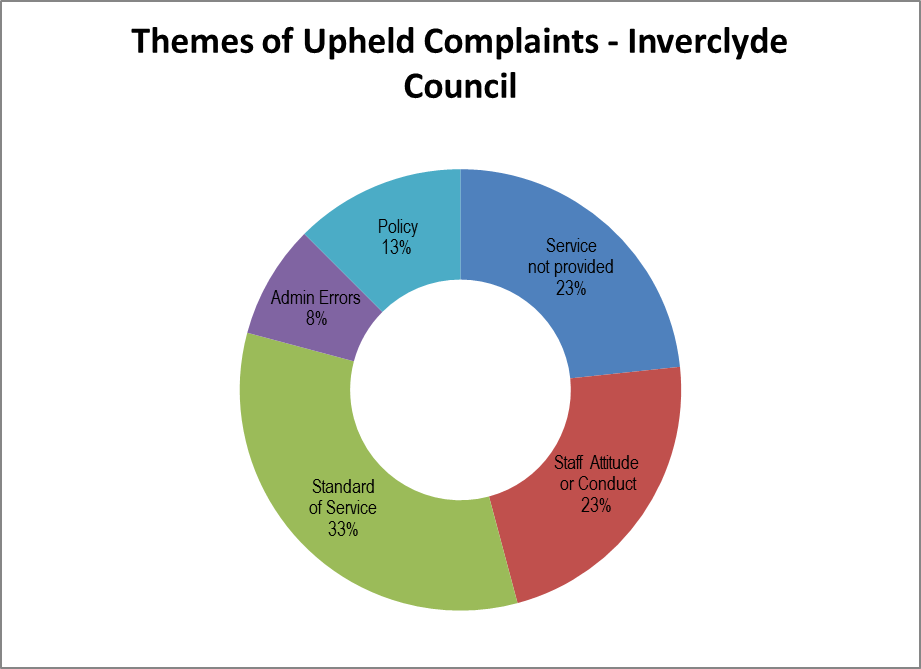 Themes of Upheld Complaints - Inverclyde
Council
Policy
13%
Service
not provided
23%
Admin Errors
8%
Staff Attitude
or Conduct
23%
Standard
of Service
33%